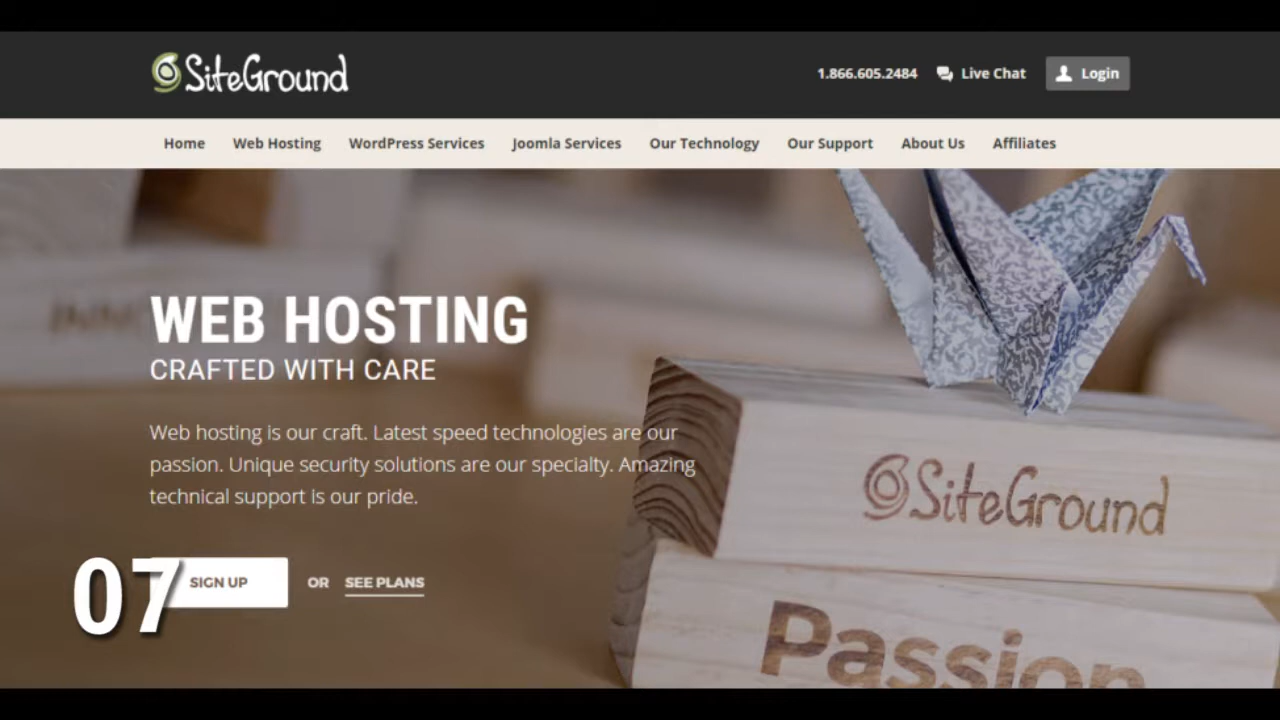 SiteGround
1.866.605.2484
Live Chat
Login
Home
Web Hosting
WordPress Services
Joomla Services
Our Technology
Our Support
About Us
Affiliates
WEB HOSTING
CRAFTED WITH CARE
Web hosting is our craft. Latest speed technologies are our
passion. Unique security solutions are our specialty. Amazing
technical support is our pride.
SiteGround
07
SIGN UP
OR
SEE PLANS
Passion